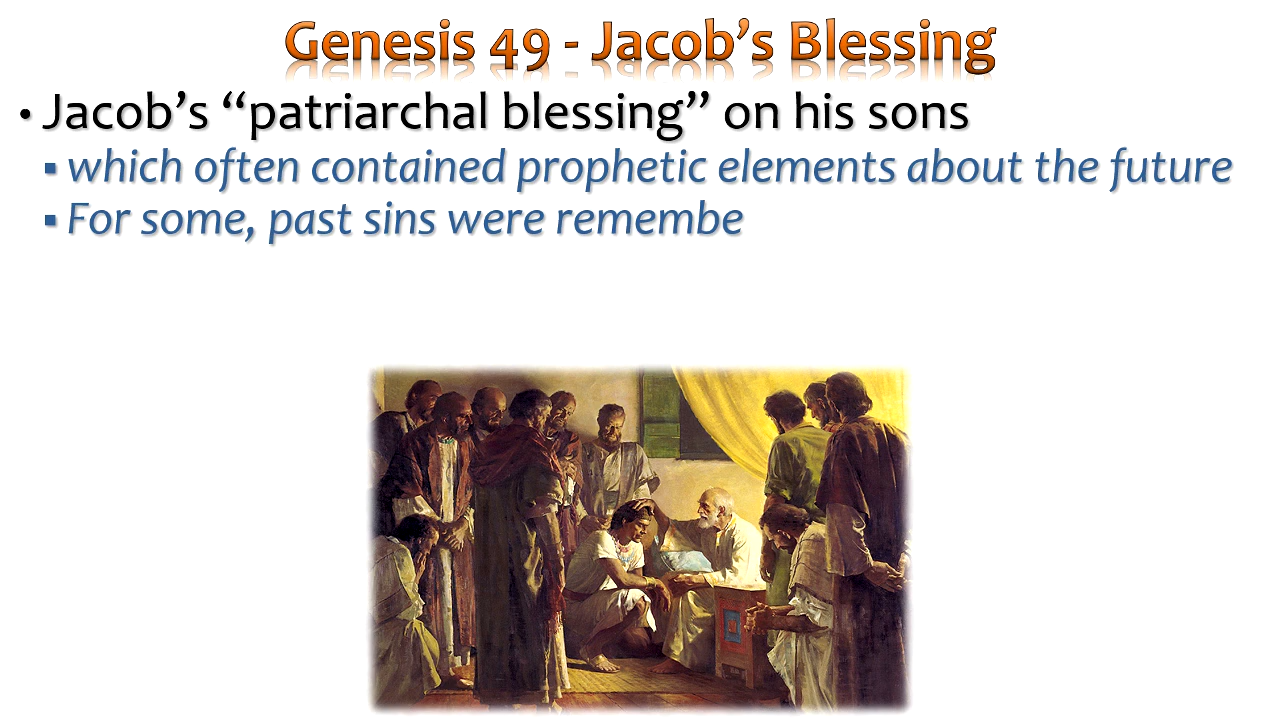 Genesis 49 - Jacob’s Blessing
• Jacob’s “patriarchal blessing” on his sons
▪ which often contained prophetic elements about the future
▪ For some, past sins were remembe